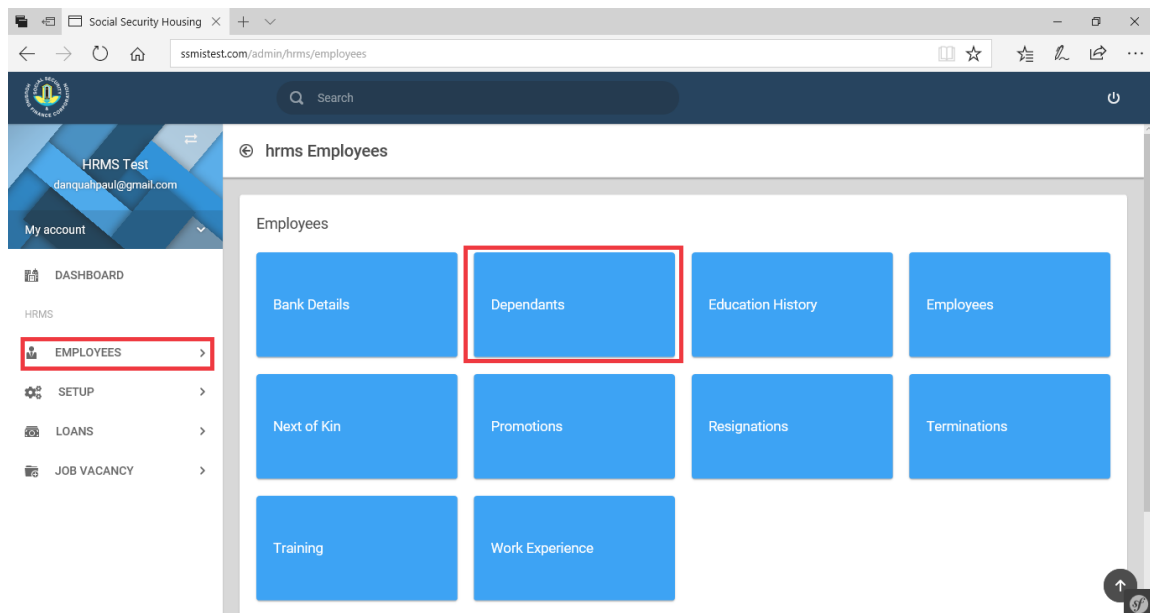 Social Security Housing
ssmistest.com/admin/hrms/employees
Search
HRMS Test
danquahpaul@gmail.com
My account
DASHBOARD
HRMS
EMPLOYEES
SETUP
LOANS
JOB VACANCY
hrms Employees
Employees
Bank Details
Dependants
Education History
Employees
Next of Kin
Promotions
Resignations
Terminations
Training
Work Experience
sf